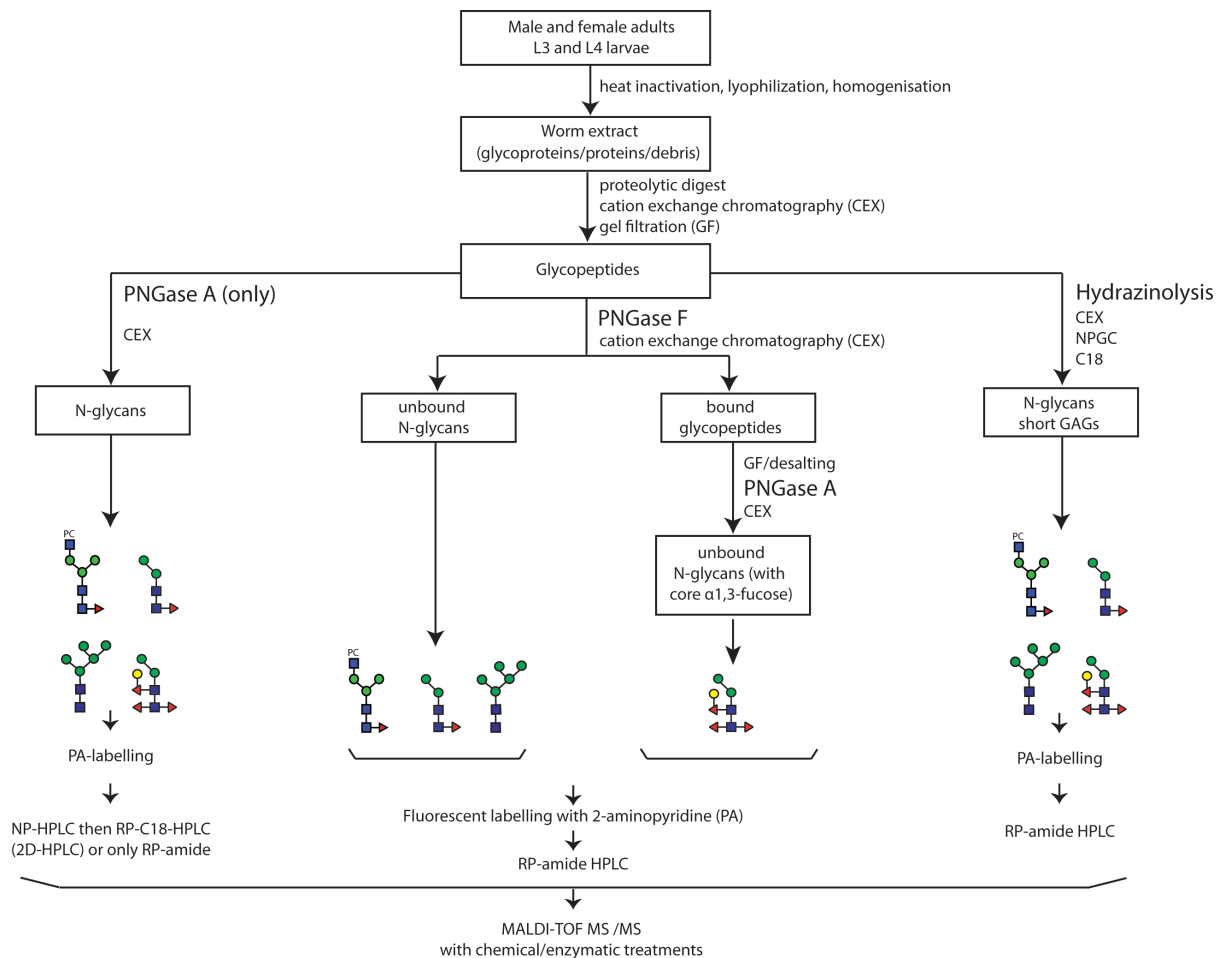 Male and female adults
L3 and L4 larvae
heat inactivation, lyophilization, homogenisation
Worm extract
(glycoproteins/proteins/debris)
proteolytic digest
cation exchange chromatography (CEX)
gel filtration (GF)
Glycopeptides
PNGase A (only)
CEX
PNGase F
cation exchange chromatography (CEX)
Hydrazinolysis
CEX
NPGC
C18
N-glycans
unbound
N-glycans
bound
glycopeptides
N-glycans
short GAGs
GF/desalting
PNGase A
CEX
unbound
N-glycans (with
core α1,3-fucose)
PC
PC
PC
PA-labelling
NP-HPLC then RP-C18-HPLC
(2D-HPLC) or only RP-amide
Fluorescent labelling with 2-aminopyridine (PA)
RP-amide HPLC
PA-labelling
RP-amide HPLC
MALDI-TOF MS /MS
with chemical/enzymatic treatments